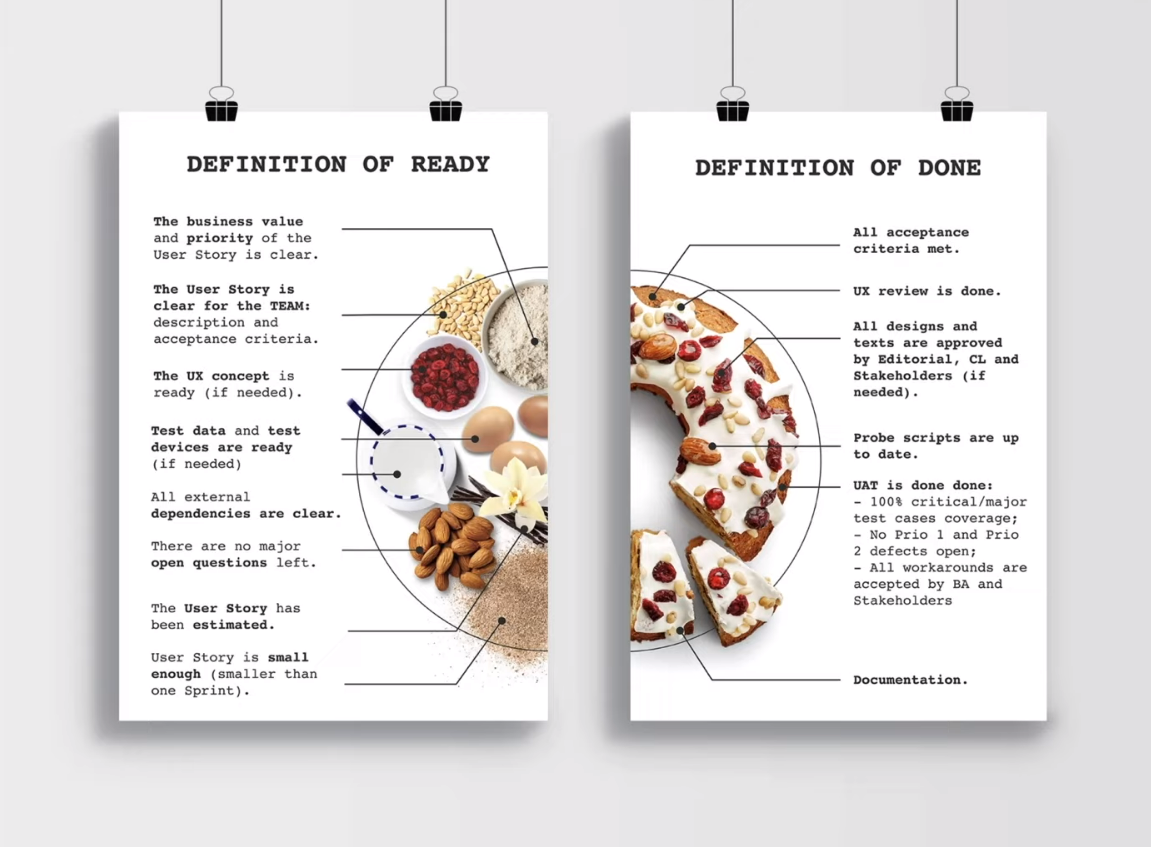 DEFINITION OF READY
The business value
and priority of the
User Story is clear.
The User Story is
clear for the TEAM:
description and
acceptance criteria.
The UX concept is
ready (if needed).
Test data and test
devices are ready
(if needed)
All external
dependencies are clear.
There are no major
open questions left.
The User Story has
been estimated.
User Story is small
enough (smaller than
one Sprint).
DEFINITION OF DONE
All acceptance
criteria met.
UX review is done.
All designs and
texts are approved
by Editorial, CL and
Stakeholders (if
needed).
Probe scripts are up
to date.
UAT is done done:
- 100% critical/major
test cases coverage;
- No Prio 1 and Prio
2 defects open;
- All workarounds are
accepted by BA and
Stakeholders
Documentation.